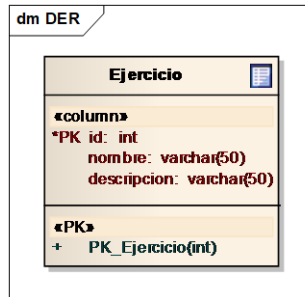 dm DER
Ejercicio
«column»
*PK id: int
nombre: varchar(50)
descripcion: varchar(50)
«PK»
+ PK_Ejercicio(int)